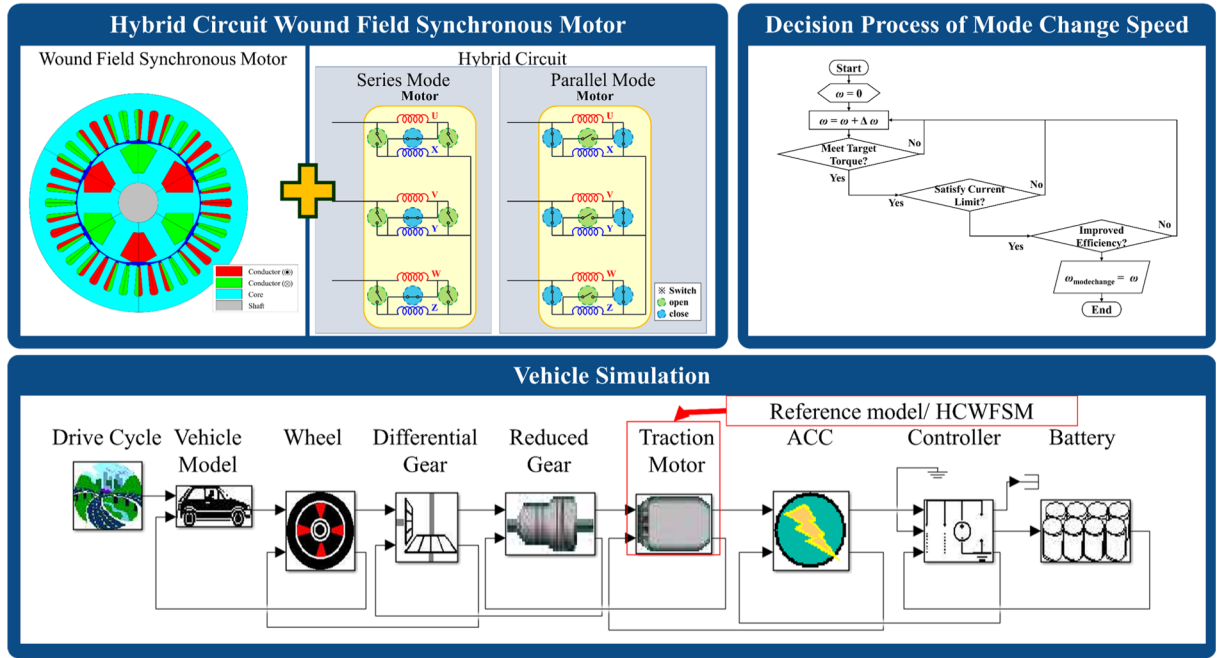 Hybrid Circuit Wound Field Synchronous Motor
Wound Field Synchronous Motor
Conductor (⊙)
Conductor (⊗)
Core
Shaft
Hybrid Circuit
Series Mode
Motor
U
X
V
Y
W
Z
Parallel Mode
Motor
U
X
V
Y
W
Z
※ Switch
open
close
Decision Process of Mode Change Speed
Start
ω = 0
ω = ω + Δ ω
Meet Target
Torque?
No
Yes
Satisfy Current
Limit?
No
Yes
Improved
Efficiency?
No
Yes
ωmodechange = ω
End
Vehicle Simulation
Reference model/ HCWFSM
Drive Cycle
Vehicle
Model
Wheel
Differential
Gear
Reduced
Gear
Traction
Motor
ACC
Controller
Battery